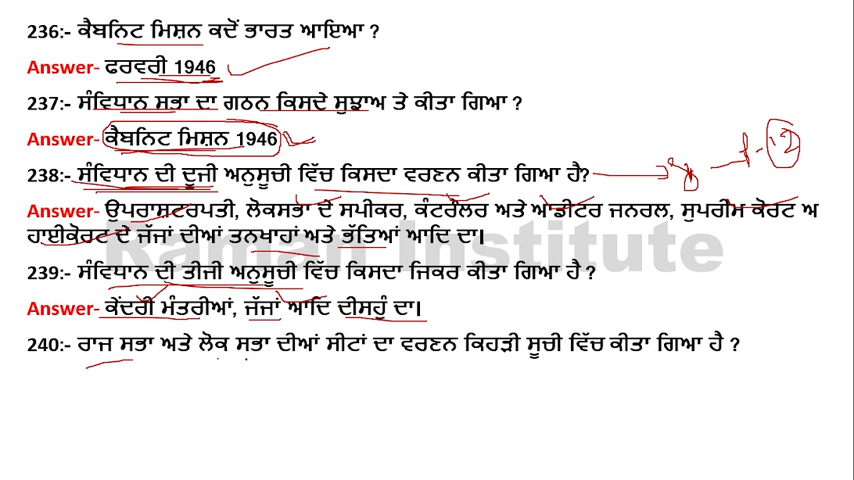 236:- ਕੈਬਨਿਟ ਮਿਸ਼ਨ ਕਦੋਂ ਭਾਰਤ ਆਇਆ ?
Answer- ਫਰਵਰੀ 1946
237:- ਸੰਵਿਧਾਨ ਸਭਾ ਦਾ ਗਠਨ ਕਿਸਦੇ ਸੁਝਾਅ ਤੇ ਕੀਤਾ ਗਿਆ ?
Answer- ਕੈਬਨਿਟ ਮਿਸ਼ਨ 1946
238:- ਸੰਵਿਧਾਨ ਦੀ ਦੂਜੀ ਅਨੁਸੂਚੀ ਵਿੱਚ ਕਿਸਦਾ ਵਰਣਨ ਕੀਤਾ ਗਿਆ ਹੈ?
Answer- ਉਪਰਾਸ਼ਟਰਪਤੀ, ਲੋਕਸਭਾ ਦੇ ਸਪੀਕਰ, ਕੰਟਰੋਲਰ ਅਤੇ ਆਡੀਟਰ ਜਨਰਲ, ਸੁਪਰੀਮ ਕੋਰਟ ਅ
ਹਾਈਕੋਰਟ ਦੇ ਜੱਜਾਂ ਦੀਆਂ ਤਨਖਾਹਾਂ ਅਤੇ ਭੱਤਿਆਂ ਆਦਿ ਦਾ।
Raman Institute
239:- ਸੰਵਿਧਾਨ ਦੀ ਤੀਜੀ ਅਨੁਸੂਚੀ ਵਿੱਚ ਕਿਸਦਾ ਜਿਕਰ ਕੀਤਾ ਗਿਆ ਹੈ ?
Answer- ਕੇਂਦਰੀ ਮੰਤਰੀਆਂ, ਜੱਜਾਂ ਆਦਿ ਦੀਸਹੁੰ ਦਾ।
240:- ਰਾਜ ਸਭਾ ਅਤੇ ਲੋਕ ਸਭਾ ਦੀਆਂ ਸੀਟਾਂ ਦਾ ਵਰਣਨ ਕਿਹੜੀ ਸੂਚੀ ਵਿੱਚ ਕੀਤਾ ਗਿਆ ਹੈ ?